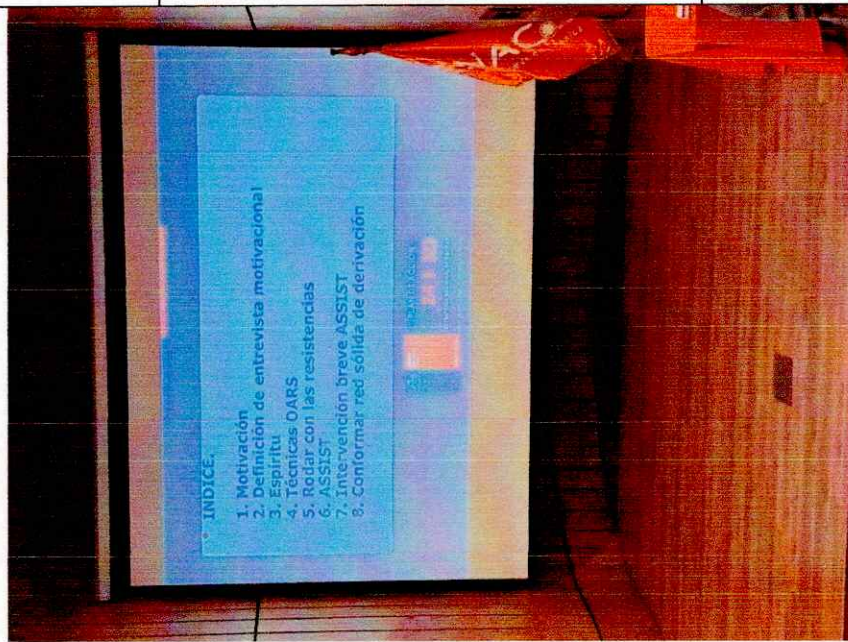 * INDICE.
1. Motivación
2. Definición de entrevista motivacional
3. Espíritu
4. Técnicas OARS
5. Rodar con las resistencias
6. ASSIST
7. Intervención breve ASSIST
8. Conformar red sólida de derivación
NAC